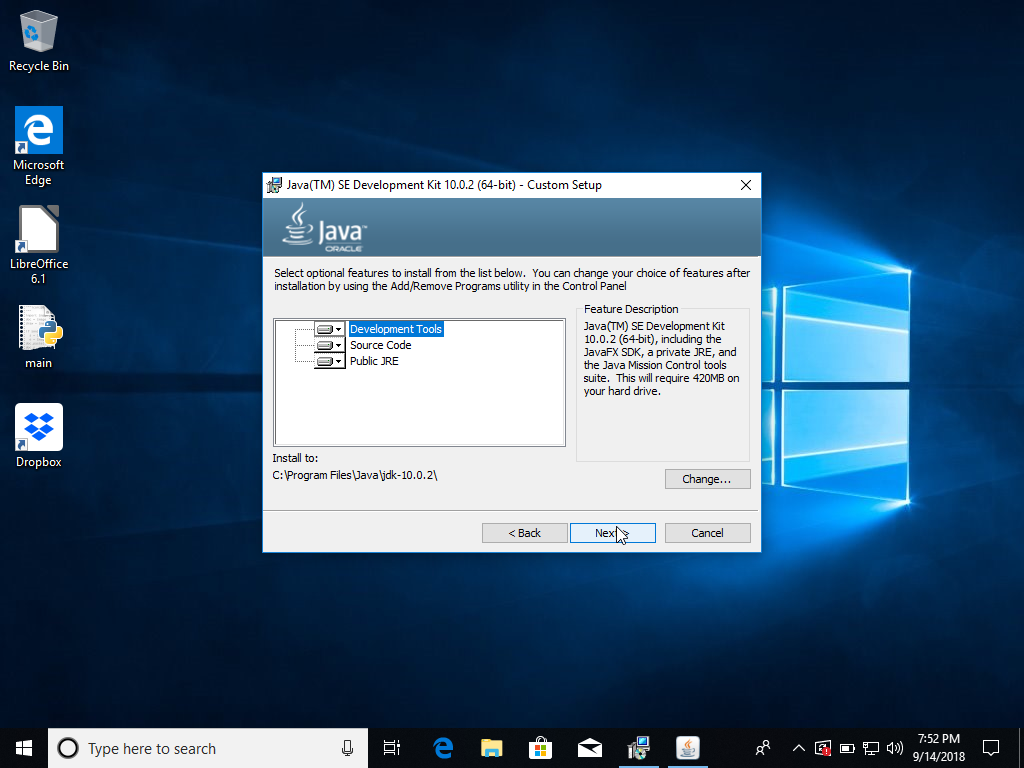 Recycle Bin
Microsoft
Edge
LibreOffice
6.1
main
Dropbox
Java(TM) SE Development Kit 10.0.2 (64-bit) - Custom Setup
Java™
ORACLE
Select optional features to install from the list below. You can change your choice of features after
installation by using the Add/Remove Programs utility in the Control Panel
Development Tools
Source Code
Public JRE
Feature Description
Java(TM) SE Development Kit
10.0.2 (64-bit), including the
JavaFX SDK, a private JRE, and
the Java Mission Control tools
suite. This will require 420MB on
your hard drive.
Install to:
C:\Program Files\Java\jdk-10.0.2\
Change...
< Back
Next >
Cancel
Type here to search
7:52 PM
9/14/2018